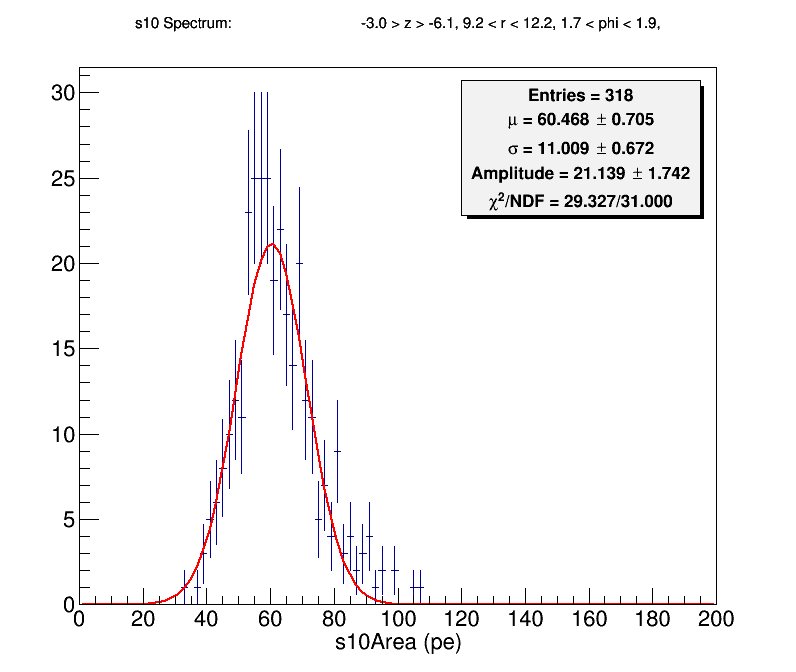 s10 Spectrum: -3.0 > z > -6.1, 9.2 < r < 12.2, 1.7 < phi < 1.9,
Entries = 318
μ = 60.468 ± 0.705
σ = 11.009 ± 0.672
Amplitude = 21.139 ± 1.742
χ²/NDF = 29.327/31.000
30
25
20
15
10
5
0
0 20 40 60 80 100 120 140 160 180 200
s10Area (pe)